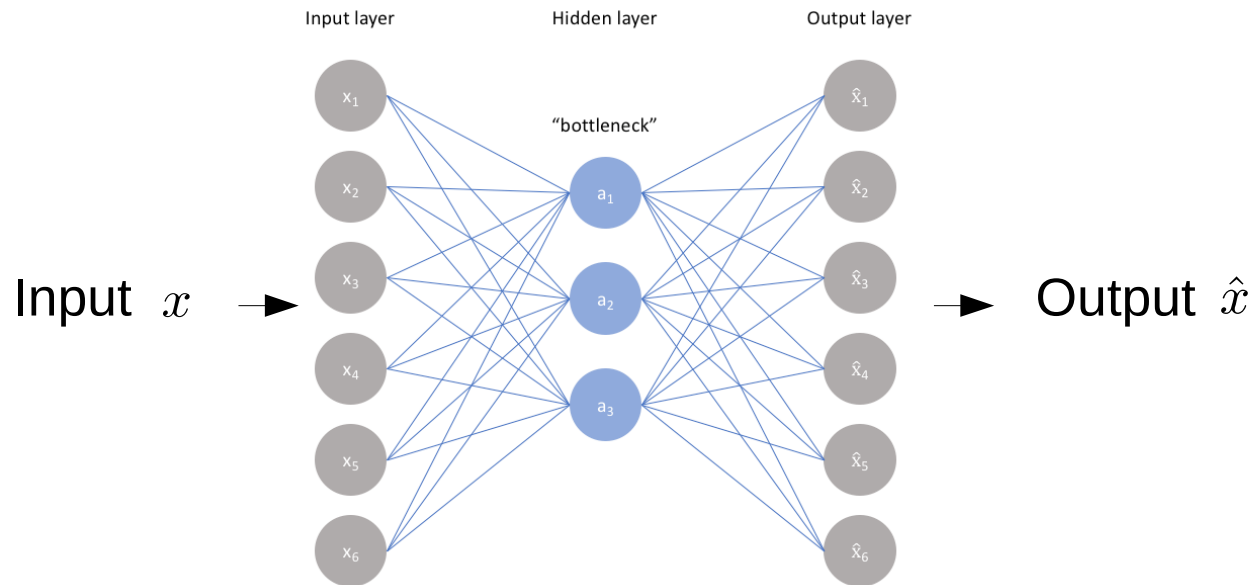 Input layer
Hidden layer
Output layer
x₁
x̂₁
“bottleneck”
x₂
a₁
x̂₂
x₃
x̂₃
Input x
a₂
Output x̂
x₄
x̂₄
a₃
x₅
x̂₅
x₆
x̂₆